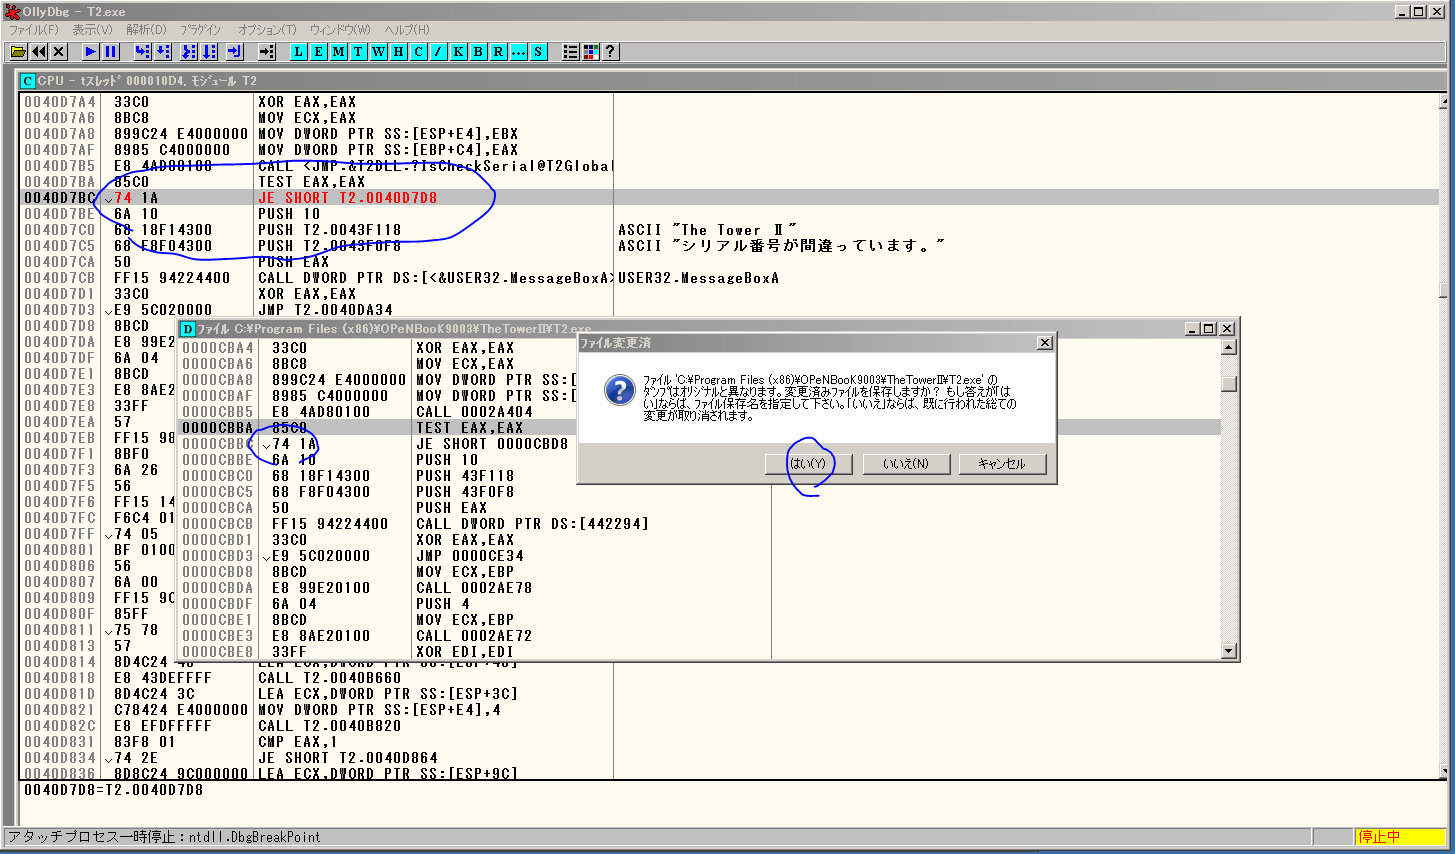 OllyDbg - T2.exe
ファイル(F) 表示(V) 解析(D) プラグイン オプション(T) ウィンドウ(W) ヘルプ(H)
L E M T W H C / K B R ... S ?
C CPU - tスレッド 000010D4, モジュール T2
0040D7A4 33C0 XOR EAX,EAX
0040D7A6 8BC8 MOV ECX,EAX
0040D7A8 899C24 E4000000 MOV DWORD PTR SS:[ESP+E4],EBX
0040D7AF 8985 C4000000 MOV DWORD PTR SS:[EBP+C4],EAX
0040D7B5 E8 4AD80100 CALL <JMP.&T2DLL.?IsCheckSerial@T2Global
0040D7BA 85C0 TEST EAX,EAX
0040D7BC 74 1A JE SHORT T2.0040D7D8
0040D7BE 6A 10 PUSH 10
0040D7C0 68 18F14300 PUSH T2.0043F118 ASCII "The Tower Ⅱ"
0040D7C5 68 F8F04300 PUSH T2.0043F0F8 ASCII "シリアル番号が間違っています。"
0040D7CA 50 PUSH EAX
0040D7CB FF15 94224400 CALL DWORD PTR DS:[<&USER32.MessageBoxA> USER32.MessageBoxA
0040D7D1 33C0 XOR EAX,EAX
0040D7D3 E9 5C020000 JMP T2.0040DA34
0040D7D8 8BCD
0040D7DA E8 99E2
0040D7DF 6A 04
0040D7E1 8BCD
0040D7E3 E8 8AE2
0040D7E8 33FF
0040D7EA 57
0040D7EB FF15 98
0040D7F1 8BF0
0040D7F3 6A 26
0040D7F5 56
0040D7F6 FF15 14
0040D7FC F6C4 01
0040D7FF 74 05
0040D801 BF 0100
0040D806 56
0040D807 6A 00
0040D809 FF15 9C
0040D80F 85FF
0040D811 75 78
0040D813 57
0040D814 8D4C24 40 LEA ECX,DWORD PTR SS:[ESP+40]
0040D818 E8 43DEFFFF CALL T2.0040B660
0040D81D 8D4C24 3C LEA ECX,DWORD PTR SS:[ESP+3C]
0040D821 C78424 E4000000 MOV DWORD PTR SS:[ESP+E4],4
0040D82C E8 EFDFFFFF CALL T2.0040B820
0040D831 83F8 01 CMP EAX,1
0040D834 74 2E JE SHORT T2.0040D864
0040D836 8D8C24 9C000000 LEA ECX,DWORD PTR SS:[ESP+9C]
D ファイル C:¥Program Files (x86)¥OPeNBooK9003¥TheTowerⅡ¥T2.exe
0000CBA4 33C0 XOR EAX,EAX
0000CBA6 8BC8 MOV ECX,EAX
0000CBA8 899C24 E4000000 MOV DWORD PTR SS:[
0000CBAF 8985 C4000000 MOV DWORD PTR SS:[
0000CBB5 E8 4AD80100 CALL 0002A404
0000CBBA 85C0 TEST EAX,EAX
0000CBBC 74 1A JE SHORT 0000CBD8
0000CBBE 6A 10 PUSH 10
0000CBC0 68 18F14300 PUSH 43F118
0000CBC5 68 F8F04300 PUSH 43F0F8
0000CBCA 50 PUSH EAX
0000CBCB FF15 94224400 CALL DWORD PTR DS:[442294]
0000CBD1 33C0 XOR EAX,EAX
0000CBD3 E9 5C020000 JMP 0000CE34
0000CBD8 8BCD MOV ECX,EBP
0000CBDA E8 99E20100 CALL 0002AE78
0000CBDF 6A 04 PUSH 4
0000CBE1 8BCD MOV ECX,EBP
0000CBE3 E8 8AE20100 CALL 0002AE72
0000CBE8 33FF XOR EDI,EDI
ファイル変更済
ファイル 'C:¥Program Files (x86)¥OPeNBooK9003¥TheTowerⅡ¥T2.exe' の
ダンプはオリジナルと異なります。変更済みファイルを保存しますか？ もし答えが「は
い」ならば、ファイル保存名を指定して下さい。「いいえ」ならば、既に行われた総ての
変更が取り消されます。
はい(Y) いいえ(N) キャンセル
0040D7D8=T2.0040D7D8
アタッチプロセス一時停止：ntdll.DbgBreakPoint 停止中